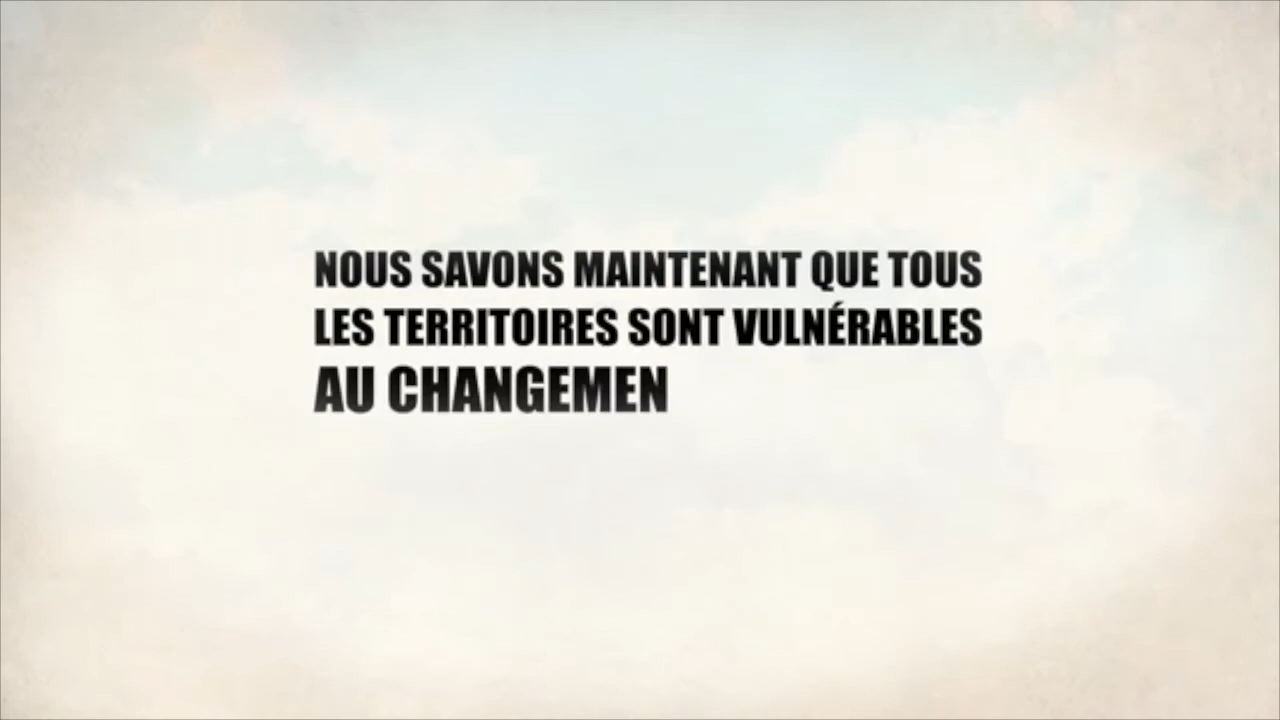 NOUS SAVONS MAINTENANT QUE TOUS
LES TERRITOIRES SONT VULNÉRABLES
AU CHANGEMEN